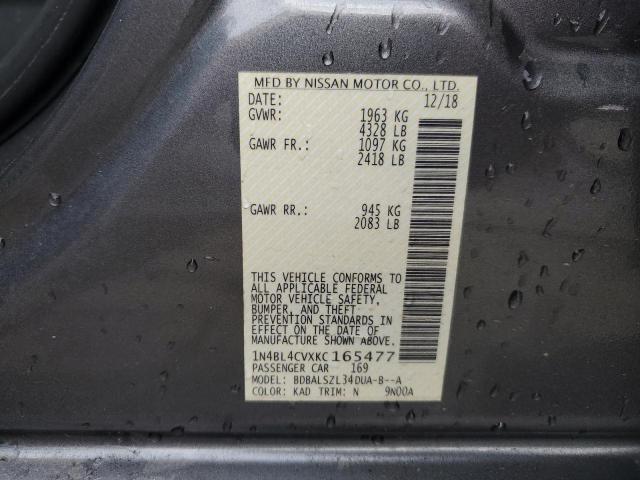 MFD BY NISSAN MOTOR CO., LTD.
DATE: 12/18
GVWR: 1963 KG
4328 LB
GAWR FR.: 1097 KG
2418 LB
GAWR RR.: 945 KG
2083 LB
THIS VEHICLE CONFORMS TO
ALL APPLICABLE FEDERAL
MOTOR VEHICLE SAFETY,
BUMPER, AND THEFT
PREVENTION STANDARDS IN
EFFECT ON THE DATE OF
MANUFACTURE SHOWN ABOVE.
1N4BL4CVXKC165477
PASSENGER CAR 169
MODEL: BDBALSZL34DUA-B--A
COLOR: KAD TRIM: N 9N00A